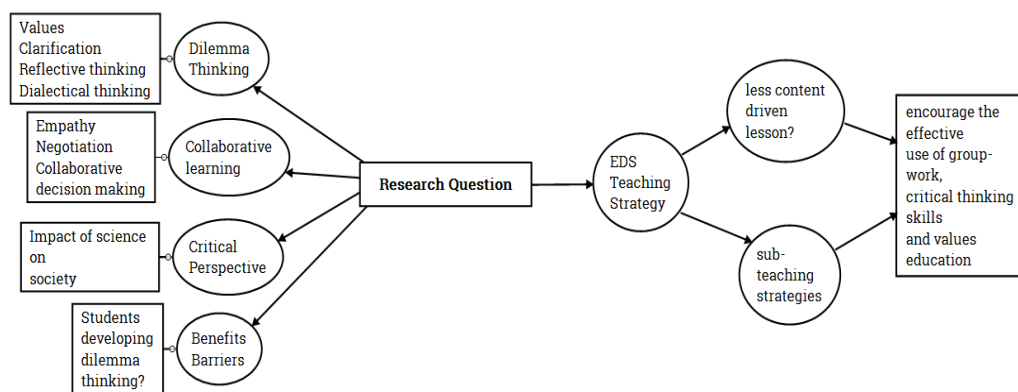 Values
Clarification
Reflective thinking
Dialectical thinking
Dilemma
Thinking
Empathy
Negotiation
Collaborative
decision making
Collaborative
learning
Impact of science
on
society
Critical
Perspective
Students
developing
dilemma
thinking?
Benefits
Barriers
Research Question
EDS
Teaching
Strategy
less content
driven
lesson?
sub-
teaching
strategies
encourage the
effective
use of group-
work,
critical thinking
skills
and values
education